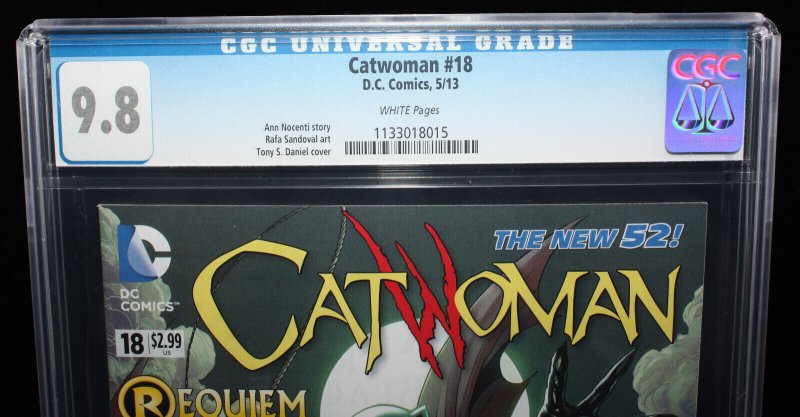 CGC UNIVERSAL GRADE
9.8
Catwoman #18
D.C. Comics, 5/13
WHITE Pages
Ann Nocenti story
Rafa Sandoval art
Tony S. Daniel cover
1133018015
CGC
DC
COMICS™
THE NEW 52!
CATWOMAN
18 $2.99
US
REQUIEM